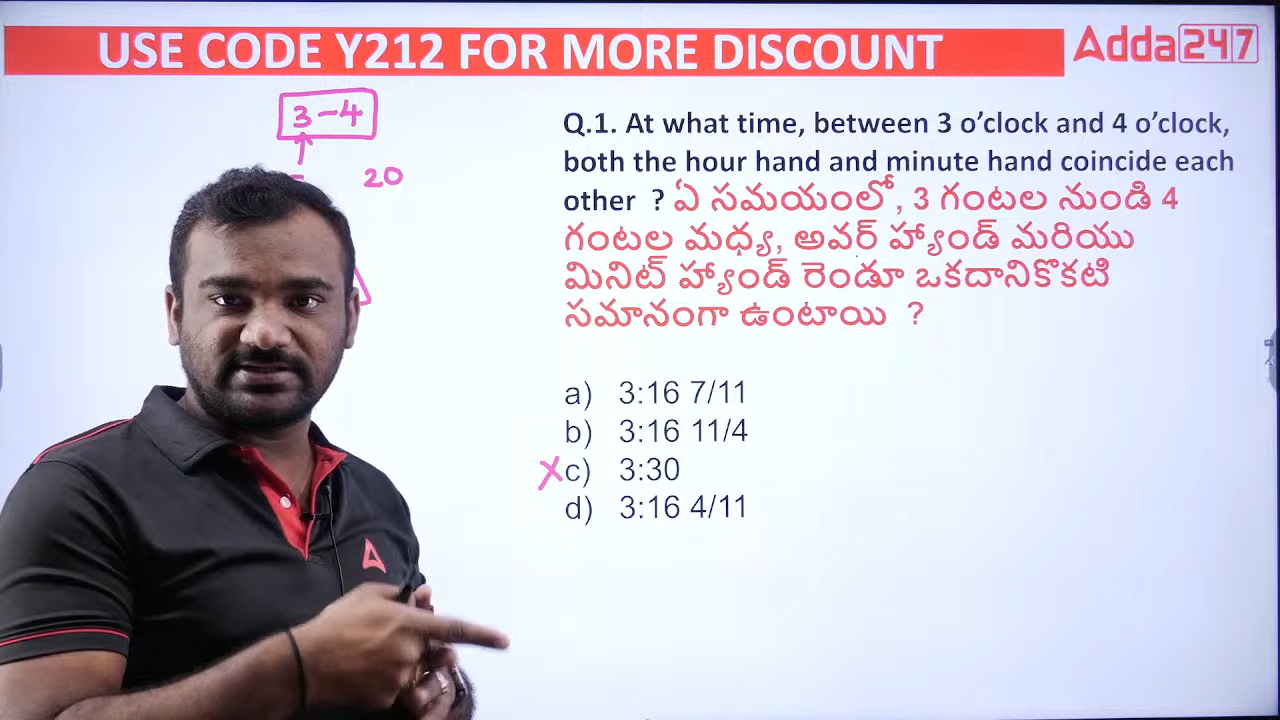 USE CODE Y212 FOR MORE DISCOUNT
Adda247
3-4
20
Q.1. At what time, between 3 o’clock and 4 o’clock,
both the hour hand and minute hand coincide each
other ? ఏ సమయంలో, 3 గంటల నుండి 4
గంటల మధ్య, అవర్ హ్యాండ్ మరియు
మినిట్ హ్యాండ్ రెండూ ఒకదానికొకటి
సమానంగా ఉంటాయి ?
a) 3:16 7/11
b) 3:16 11/4
c) 3:30
d) 3:16 4/11